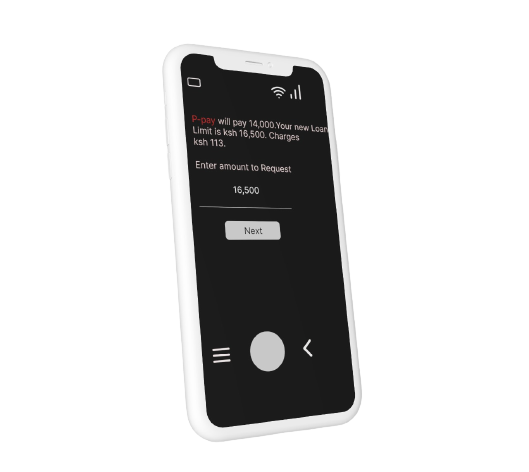 P-pay will pay 14,000.Your new Loan
Limit is ksh 16,500. Charges
ksh 113.
Enter amount to Request
16,500
Next